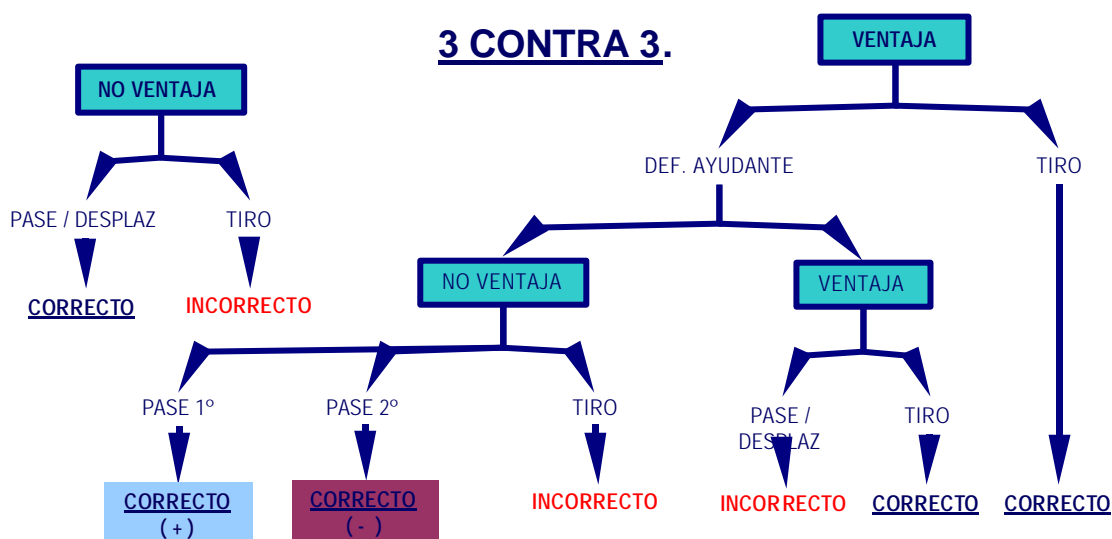 3 CONTRA 3.
VENTAJA
NO VENTAJA
DEF. AYUDANTE
TIRO
PASE / DESPLAZ
TIRO
NO VENTAJA
VENTAJA
CORRECTO
INCORRECTO
PASE 1º
PASE 2º
TIRO
PASE /
DESPLAZ
TIRO
CORRECTO
(+)
CORRECTO
(-)
INCORRECTO
INCORRECTO
CORRECTO
CORRECTO